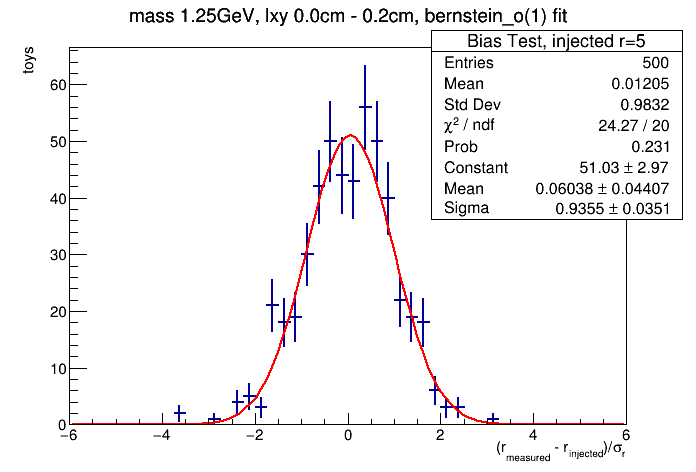 mass 1.25GeV, lxy 0.0cm - 0.2cm, bernstein_o(1) fit
toys
Bias Test, injected r=5
Entries 500
Mean 0.01205
Std Dev 0.9832
χ² / ndf 24.27 / 20
Prob 0.231
Constant 51.03 ± 2.97
Mean 0.06038 ± 0.04407
Sigma 0.9355 ± 0.0351
60
50
40
30
20
10
0
−6 −4 −2 0 2 4 6
(r_measured - r_injected)/σ_r